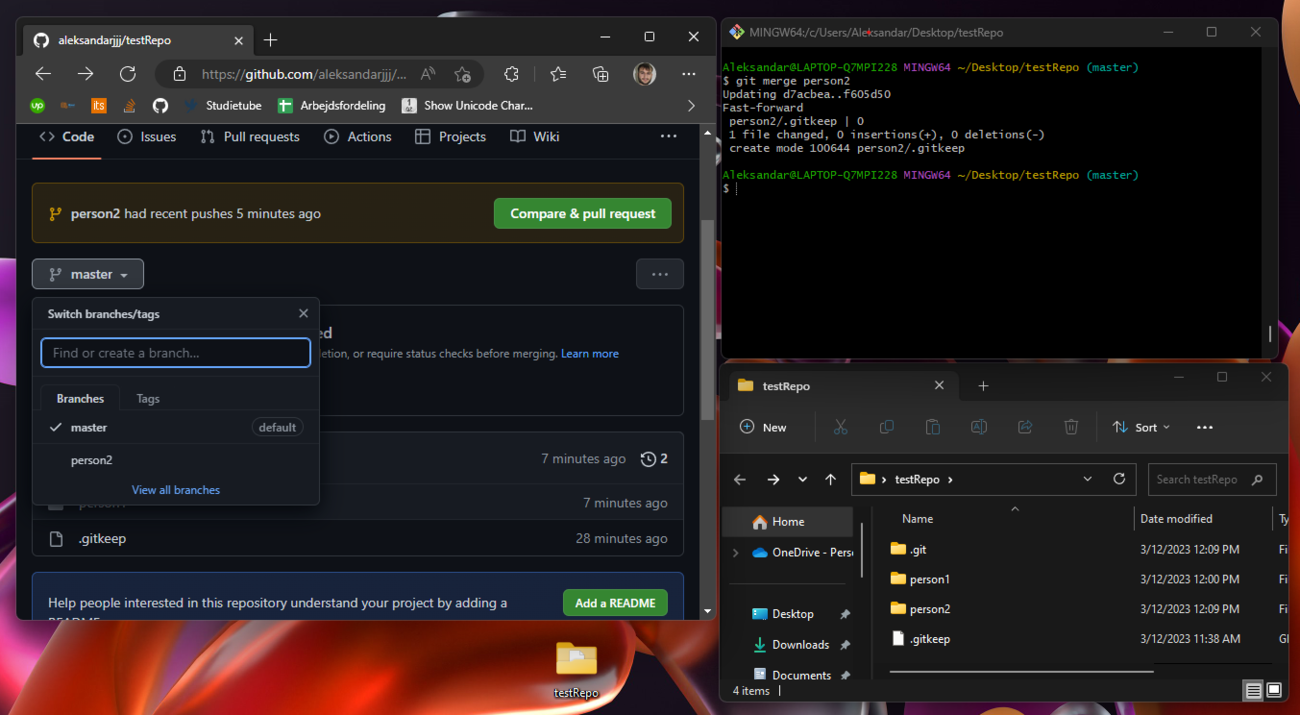 aleksandarjjj/testRepo
https://github.com/aleksandarjjj/...
up
its
Studietube
Arbejdsfordeling
Show Unicode Char...
Code
Issues
Pull requests
Actions
Projects
Wiki
person2 had recent pushes 5 minutes ago
Compare & pull request
master
Switch branches/tags
ed
Find or create a branch...
etion, or require status checks before merging. Learn more
Branches
Tags
master
default
person2
View all branches
7 minutes ago
2
person1
7 minutes ago
.gitkeep
28 minutes ago
Help people interested in this repository understand your project by adding a
README
Add a README
MINGW64:/c/Users/Aleksandar/Desktop/testRepo
Aleksandar@LAPTOP-Q7MPI228 MINGW64 ~/Desktop/testRepo (master)
$ git merge person2
Updating d7acbea..f605d50
Fast-forward
person2/.gitkeep | 0
1 file changed, 0 insertions(+), 0 deletions(-)
create mode 100644 person2/.gitkeep
Aleksandar@LAPTOP-Q7MPI228 MINGW64 ~/Desktop/testRepo (master)
$
testRepo
New
Sort
testRepo
Search testRepo
Home
OneDrive - Pers
Desktop
Downloads
Documents
Name
Date modified
Ty
.git
3/12/2023 12:09 PM
Fi
person1
3/12/2023 12:00 PM
Fi
person2
3/12/2023 12:09 PM
Fi
.gitkeep
3/12/2023 11:38 AM
GI
4 items
testRepo